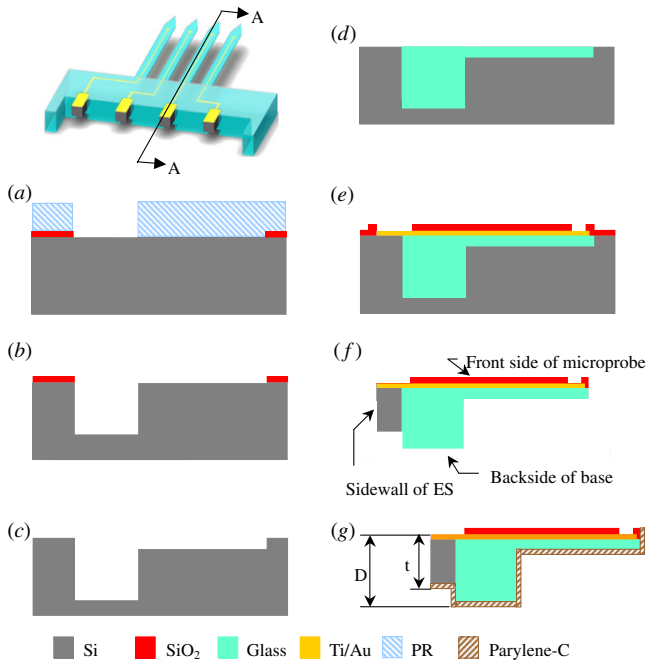 A
A
(a)
(b)
(c)
(d)
(e)
(f)
Front side of microprobe
Sidewall of ES
Backside of base
(g)
D
t
Si
SiO₂
Glass
Ti/Au
PR
Parylene-C